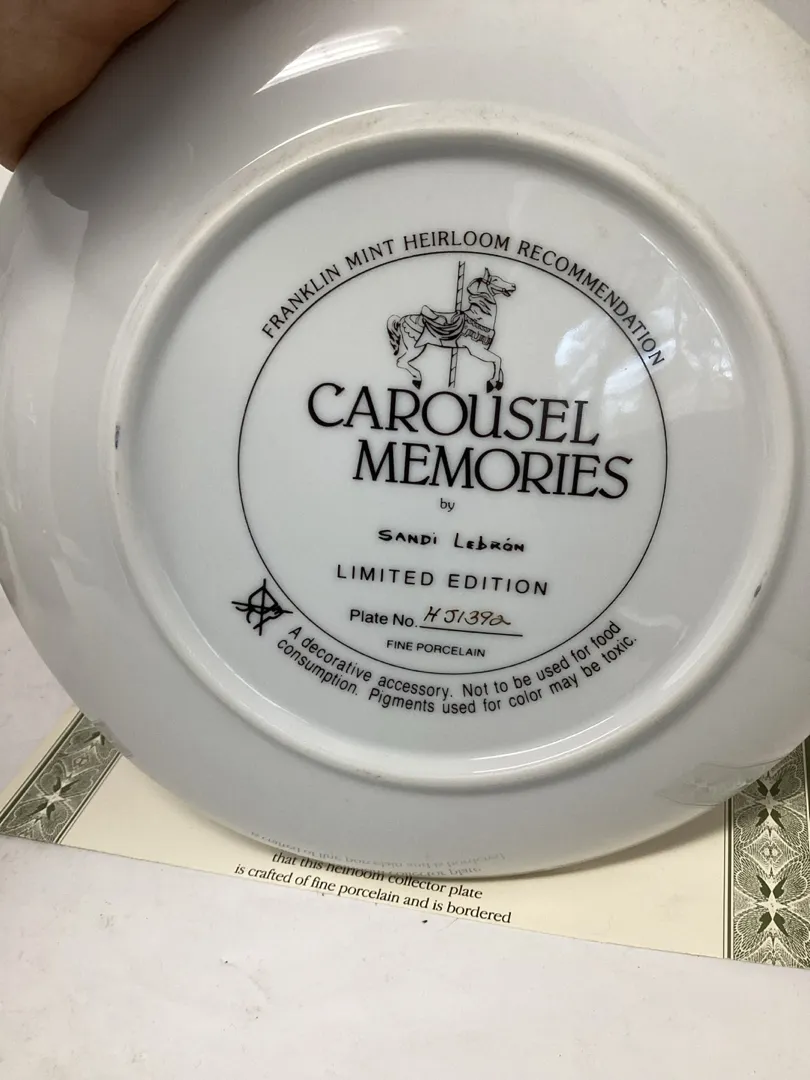 FRANKLIN MINT HEIRLOOM RECOMMENDATION
CAROUSEL
MEMORIES
by
SANDI LEBRÓN
LIMITED EDITION
Plate No. HJ1392
FINE PORCELAIN
A decorative accessory. Not to be used for food
consumption. Pigments used for color may be toxic.
that this heirloom collector plate
is crafted of fine porcelain and is bordered